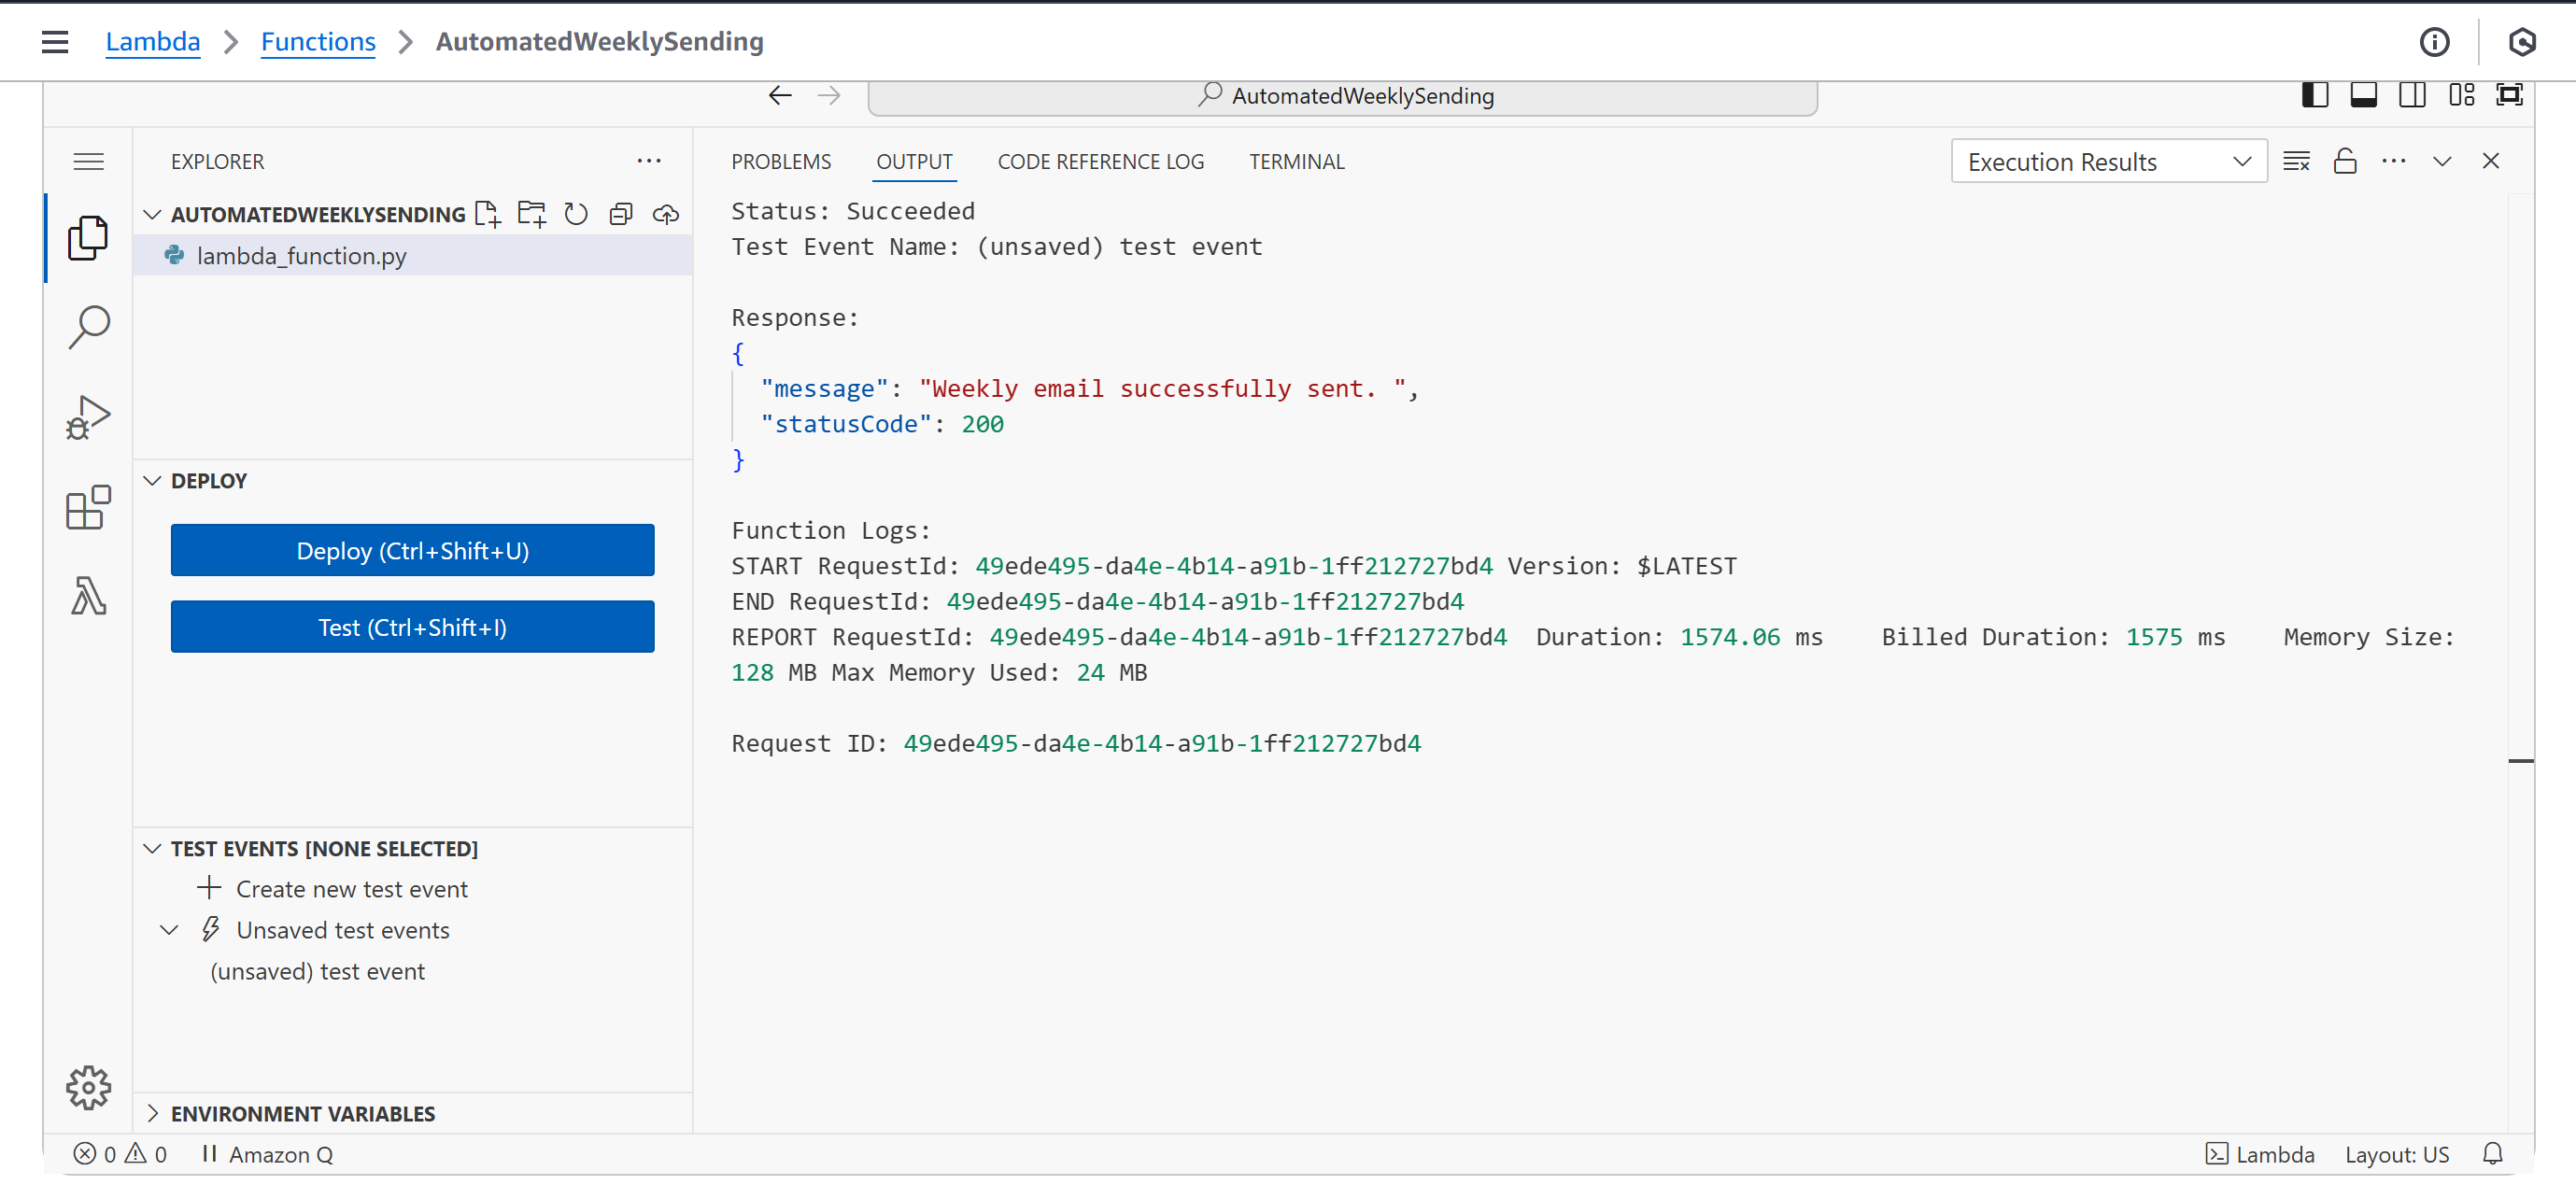 Lambda > Functions > AutomatedWeeklySending
AutomatedWeeklySending
EXPLORER
AUTOMATEDWEEKLYSENDING
lambda_function.py
DEPLOY
Deploy (Ctrl+Shift+U)
Test (Ctrl+Shift+I)
TEST EVENTS [NONE SELECTED]
Create new test event
Unsaved test events
(unsaved) test event
ENVIRONMENT VARIABLES
PROBLEMS OUTPUT CODE REFERENCE LOG TERMINAL
Execution Results
Status: Succeeded
Test Event Name: (unsaved) test event
Response:
{
"message": "Weekly email successfully sent. ",
"statusCode": 200
}
Function Logs:
START RequestId: 49ede495-da4e-4b14-a91b-1ff212727bd4 Version: $LATEST
END RequestId: 49ede495-da4e-4b14-a91b-1ff212727bd4
REPORT RequestId: 49ede495-da4e-4b14-a91b-1ff212727bd4 Duration: 1574.06 ms Billed Duration: 1575 ms Memory Size:
128 MB Max Memory Used: 24 MB
Request ID: 49ede495-da4e-4b14-a91b-1ff212727bd4
0 0 Amazon Q
Lambda Layout: US